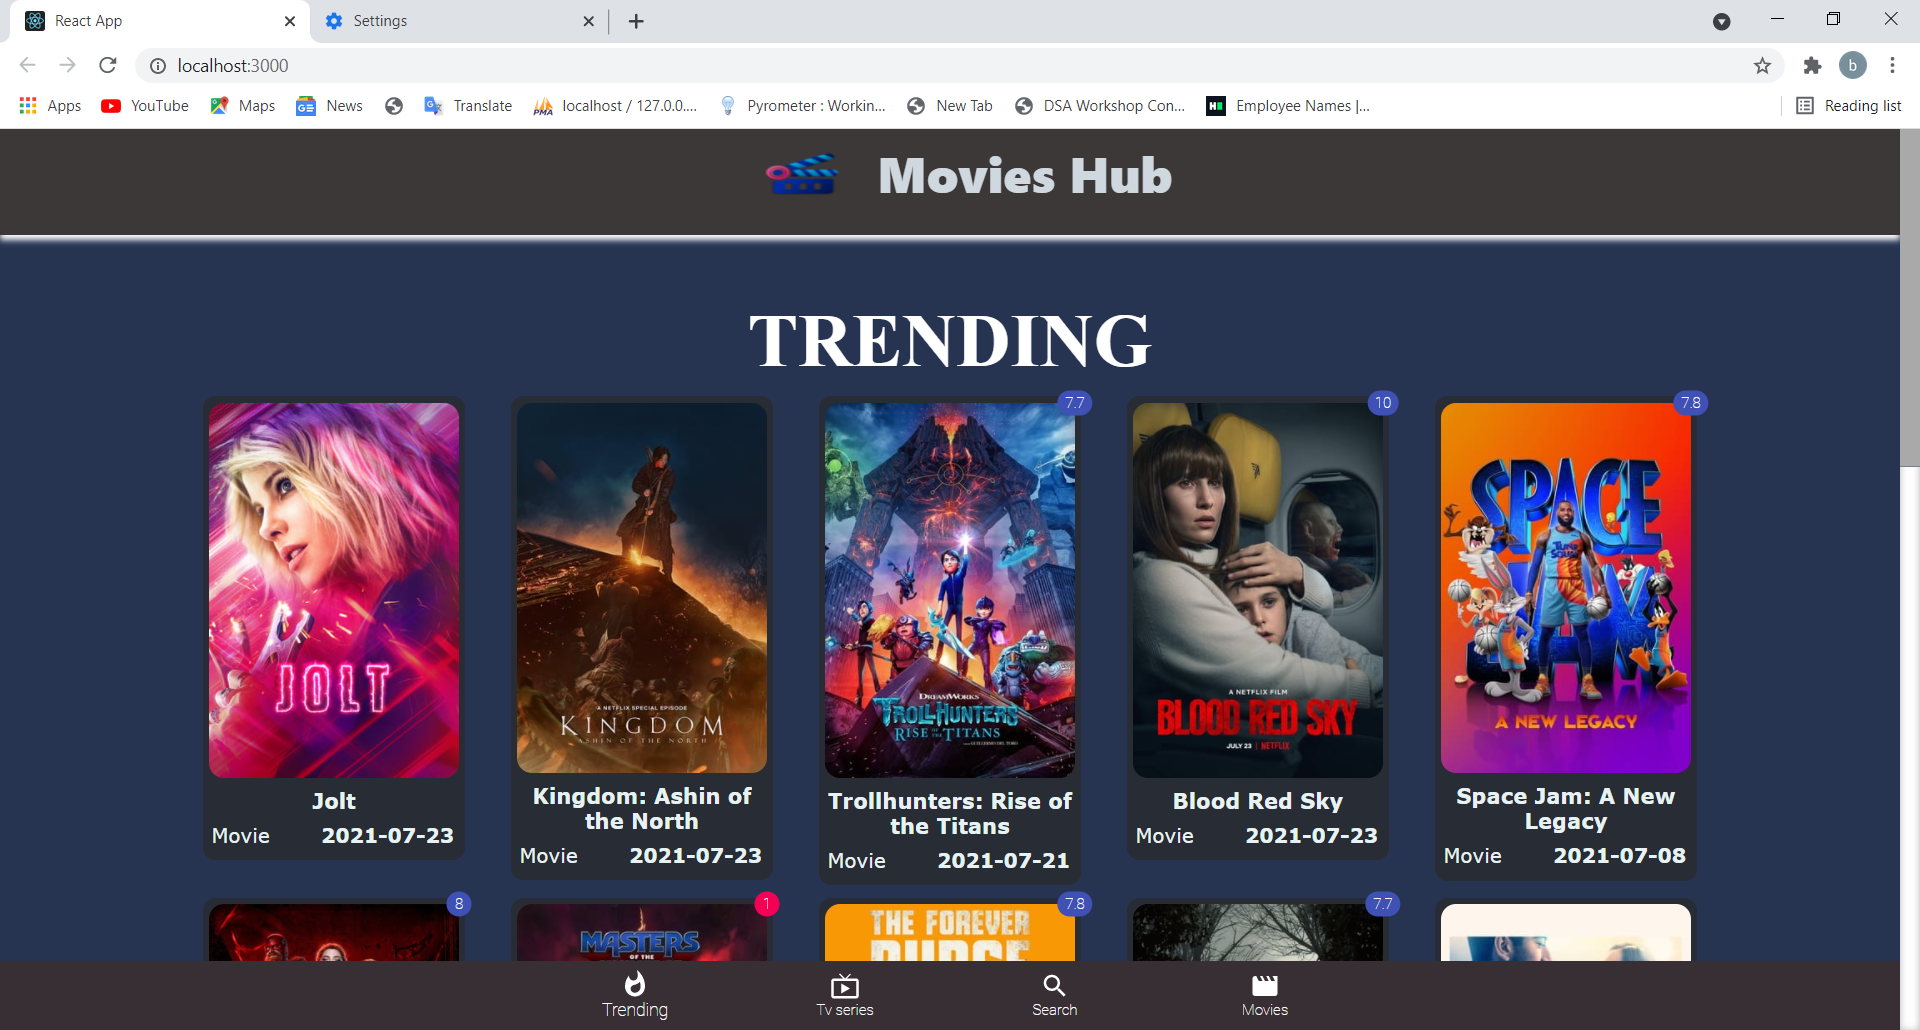 React App
Settings
localhost:3000
b
Apps
YouTube
Maps
News
Translate
localhost / 127.0.0....
Pyrometer : Workin...
New Tab
DSA Workshop Con...
Employee Names |...
Reading list
Movies Hub
TRENDING
JOLT
Jolt
Movie 2021-07-23
A NETFLIX SPECIAL EPISODE
KINGDOM
ASHIN OF THE NORTH
Kingdom: Ashin of
the North
Movie 2021-07-23
7.7
DREAMWORKS
TROLLHUNTERS
RISE OF THE TITANS
Trollhunters: Rise of
the Titans
Movie 2021-07-21
10
A NETFLIX FILM
BLOOD RED SKY
JULY 23 | NETFLIX
Blood Red Sky
Movie 2021-07-23
7.8
SPACE
JAM
TUNE
SQUAD
A NEW LEGACY
Space Jam: A New
Legacy
Movie 2021-07-08
8
1
MASTERS
OF THE
7.8
THE FOREVER
PURGE
7.7
Trending
Tv series
Search
Movies